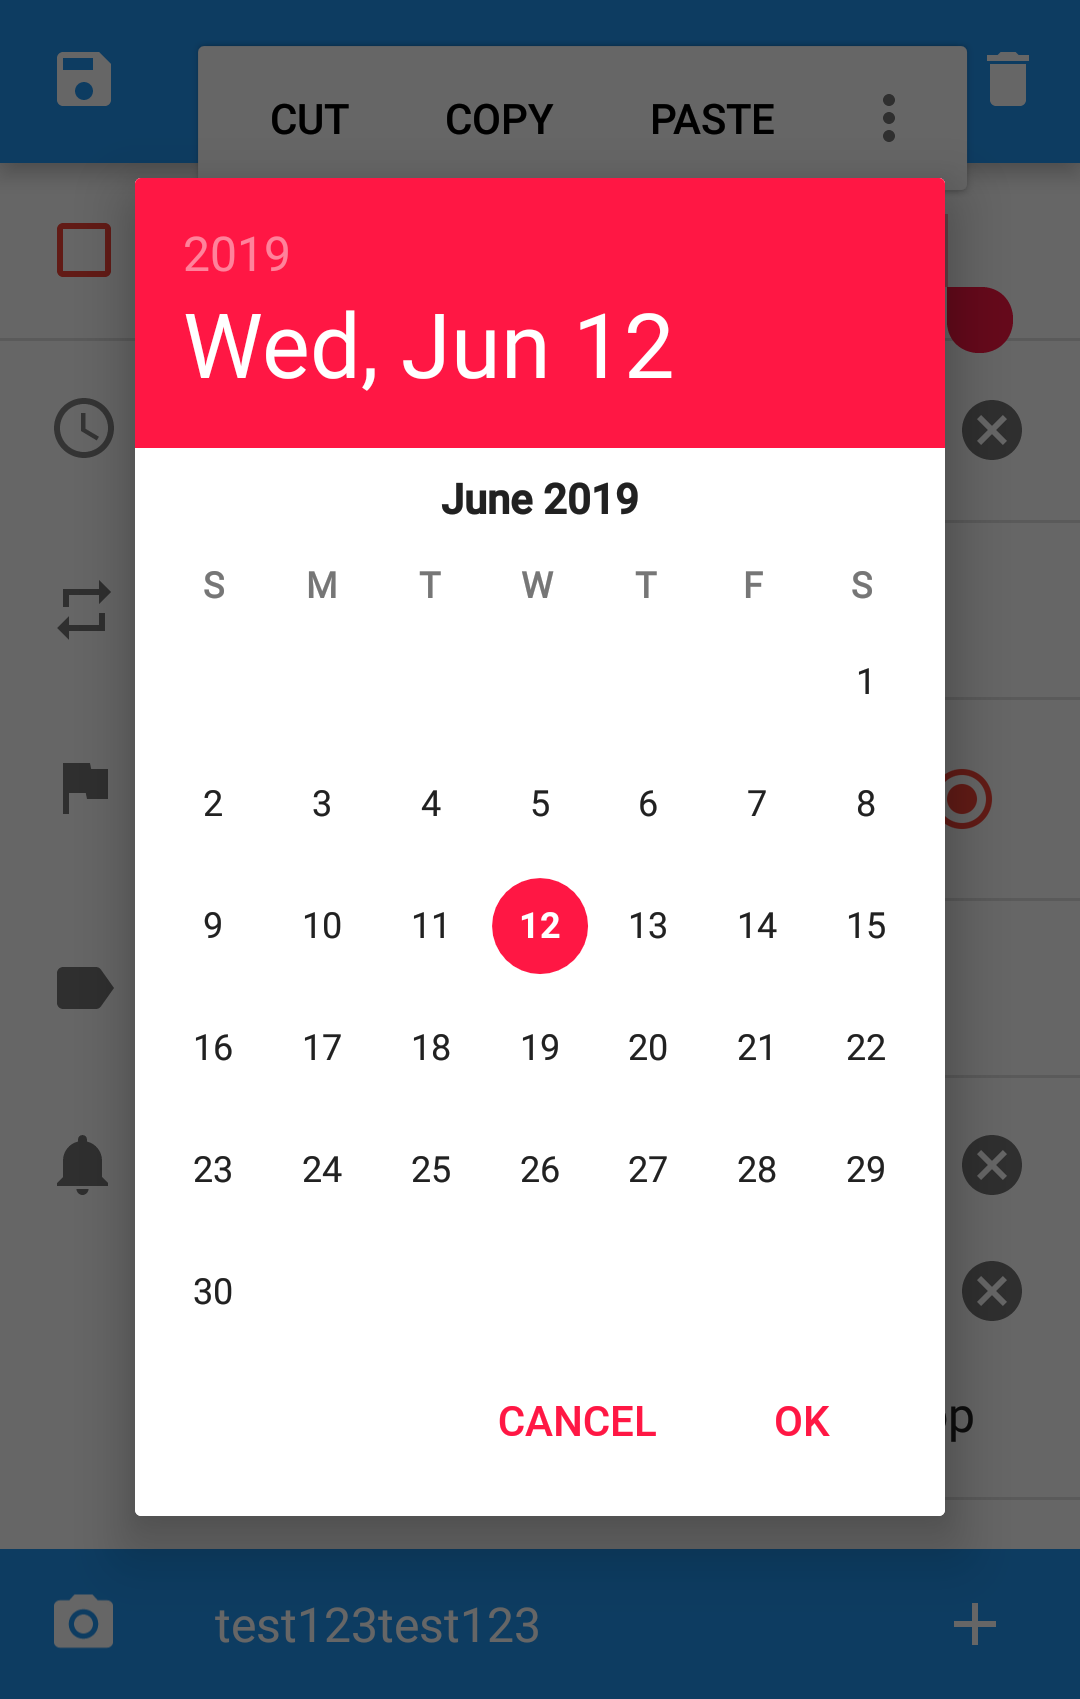 CUT COPY PASTE
2019
Wed, Jun 12
June 2019
S M T W T F S
1
2 3 4 5 6 7 8
9 10 11 12 13 14 15
16 17 18 19 20 21 22
23 24 25 26 27 28 29
30
CANCEL OK
test123test123